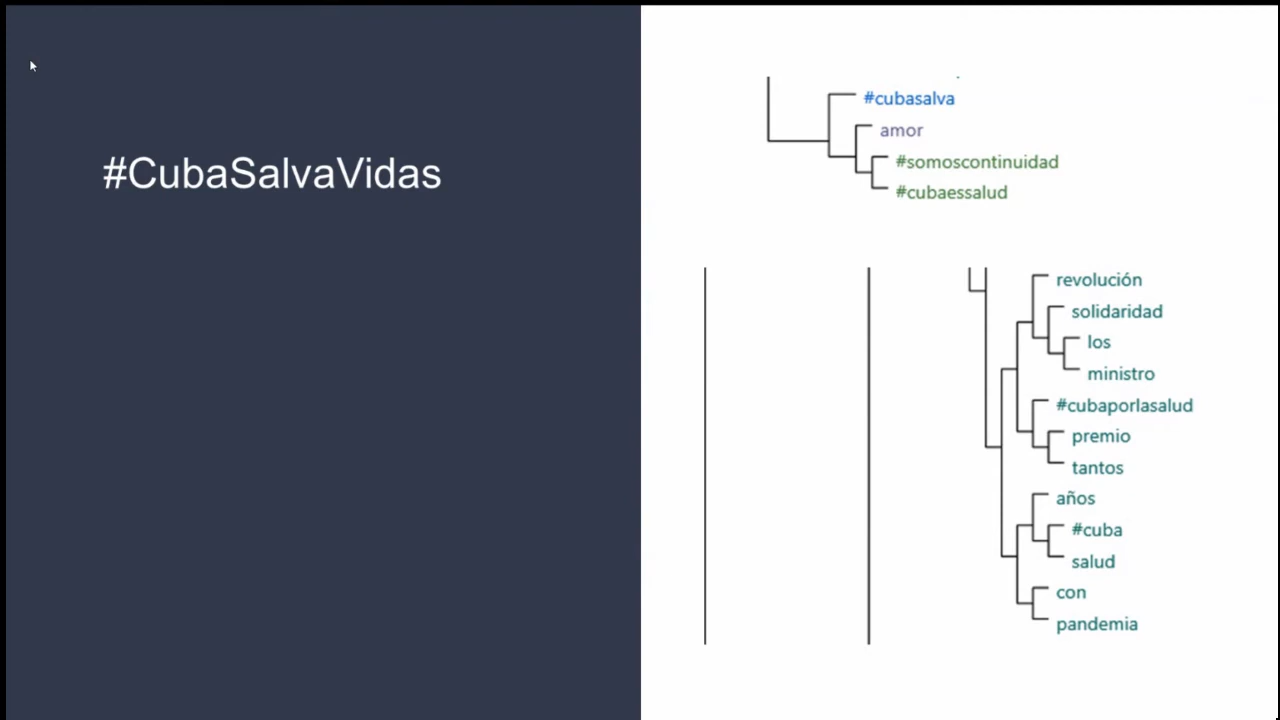 #CubaSalvaVidas
#cubasalva
amor
#somoscontinuidad
#cubaessalud
revolución
solidaridad
los
ministro
#cubaporlasalud
premio
tantos
años
#cuba
salud
con
pandemia